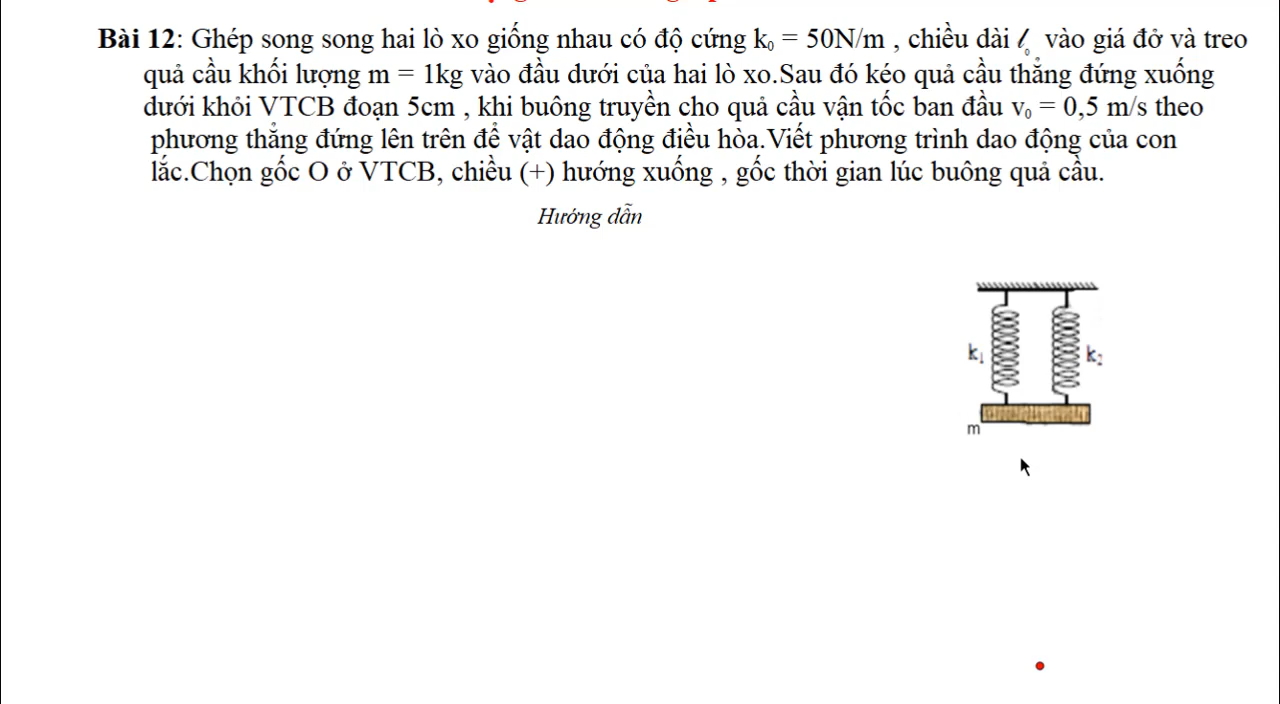 Bài 12: Ghép song song hai lò xo giống nhau có độ cứng k₀ = 50N/m , chiều dài ℓ₀ vào giá đở và treo
quả cầu khối lượng m = 1kg vào đầu dưới của hai lò xo.Sau đó kéo quả cầu thẳng đứng xuống
dưới khỏi VTCB đoạn 5cm , khi buông truyền cho quả cầu vận tốc ban đầu v₀ = 0,5 m/s theo
phương thẳng đứng lên trên để vật dao động điều hòa.Viết phương trình dao động của con
lắc.Chọn gốc O ở VTCB, chiều (+) hướng xuống , gốc thời gian lúc buông quả cầu.
Hướng dẫn
k₁
k₂
m